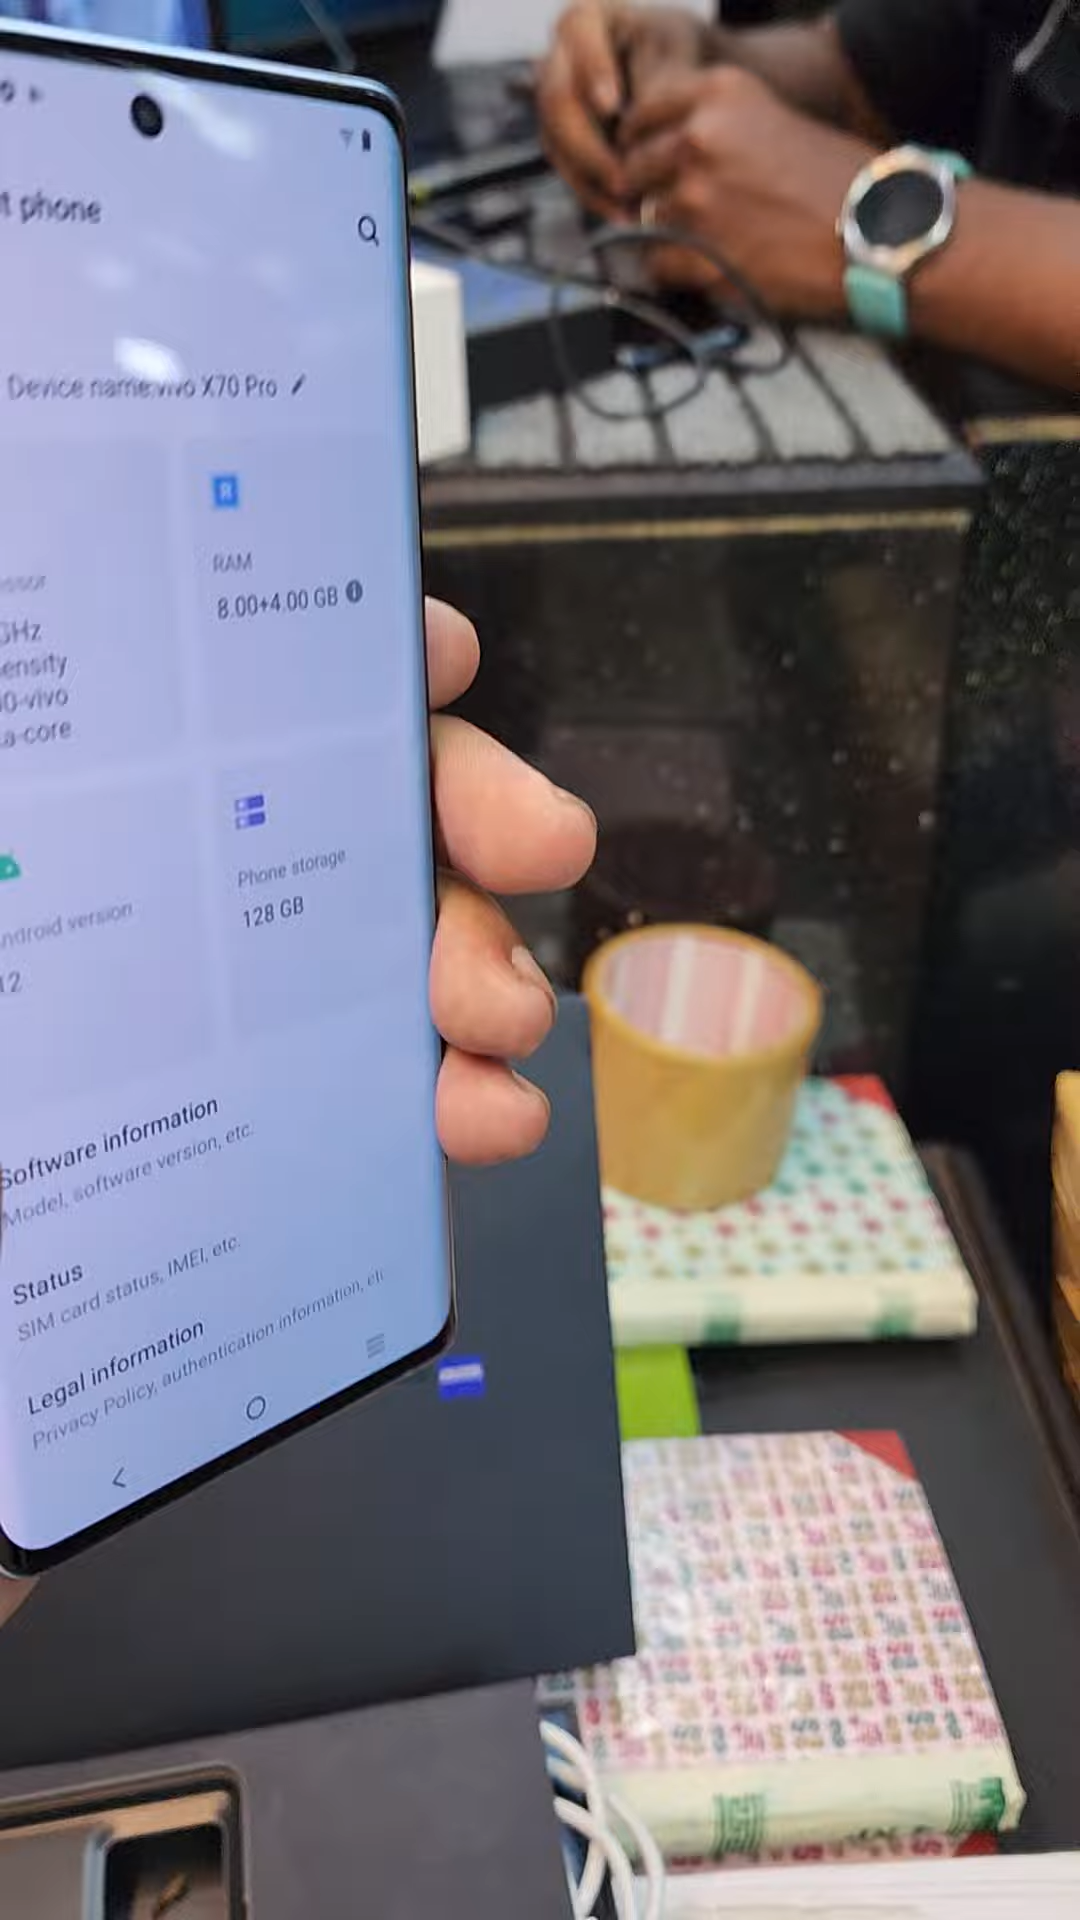 t phone
Device name:vivo X70 Pro
R
RAM
8.00+4.00 GB
ssor
GHz
ensity
0-vivo
a-core
Phone storage
128 GB
ndroid version
12
Software information
Model, software version, etc.
Status
SIM card status, IMEI, etc.
Legal information
Privacy Policy, authentication information, etc